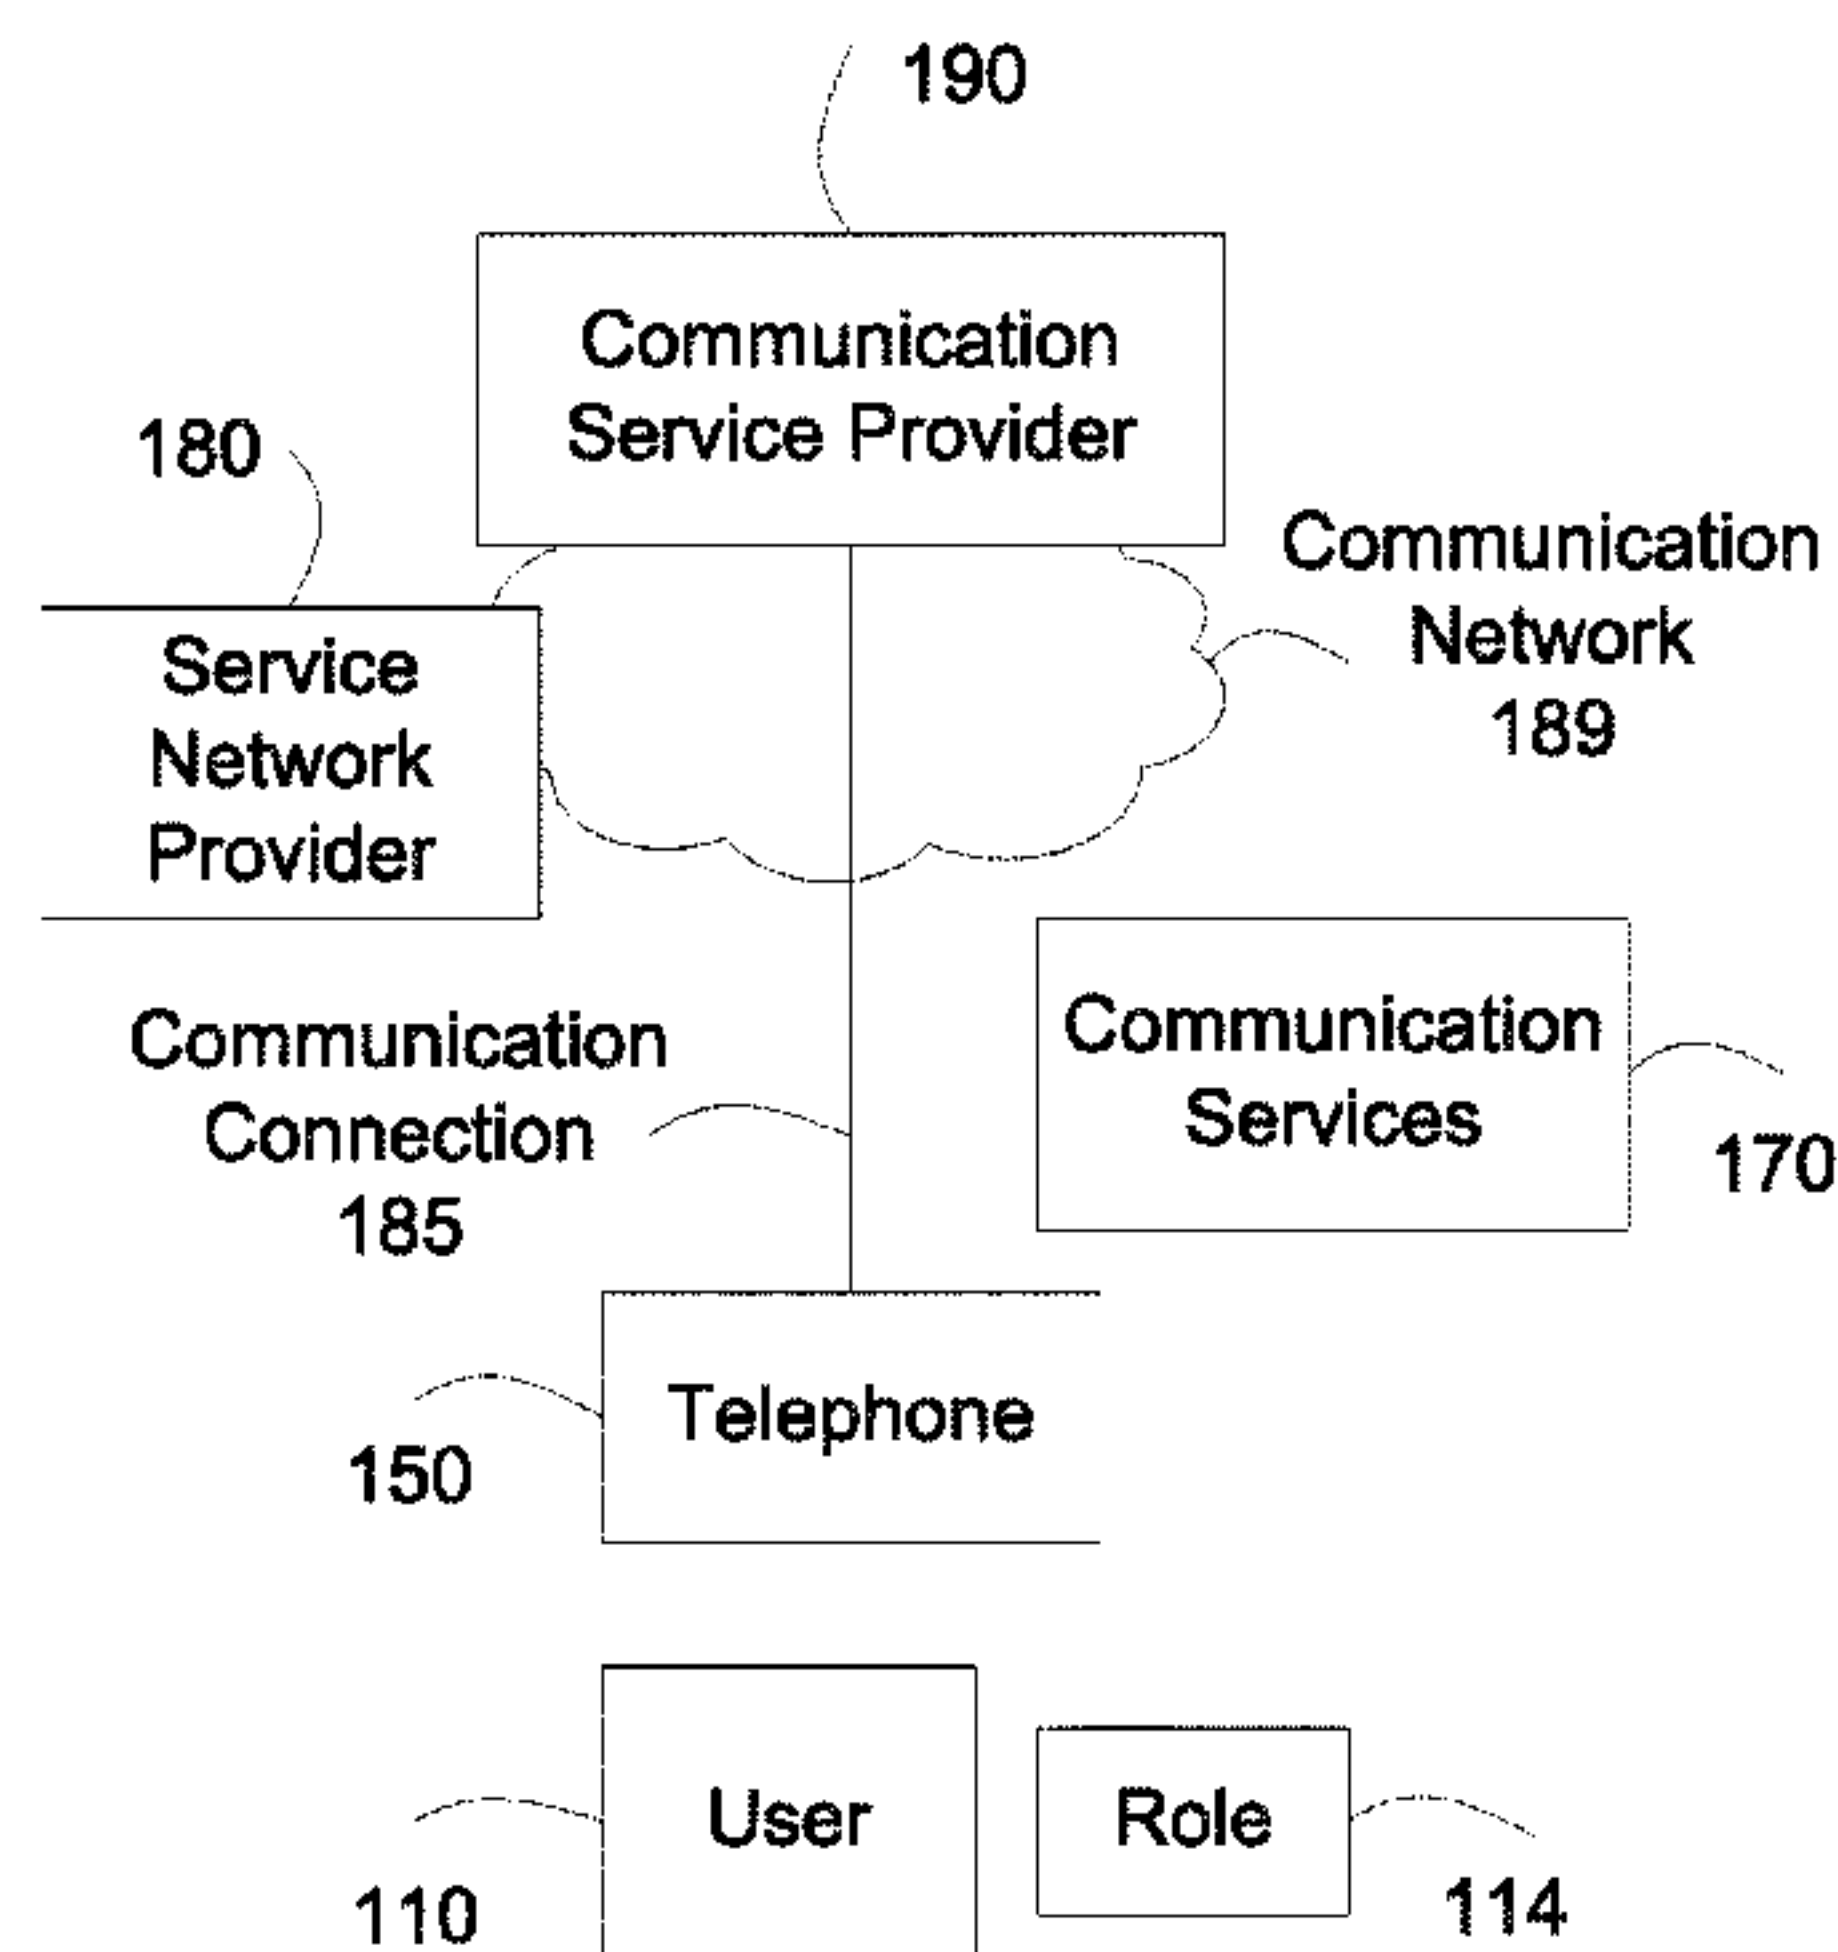 190
Communication
Service Provider
180
Communication
Network
189
Service
Network
Provider
Communication
Connection
185
Communication
Services
170
Telephone
150
User
Role
110
114